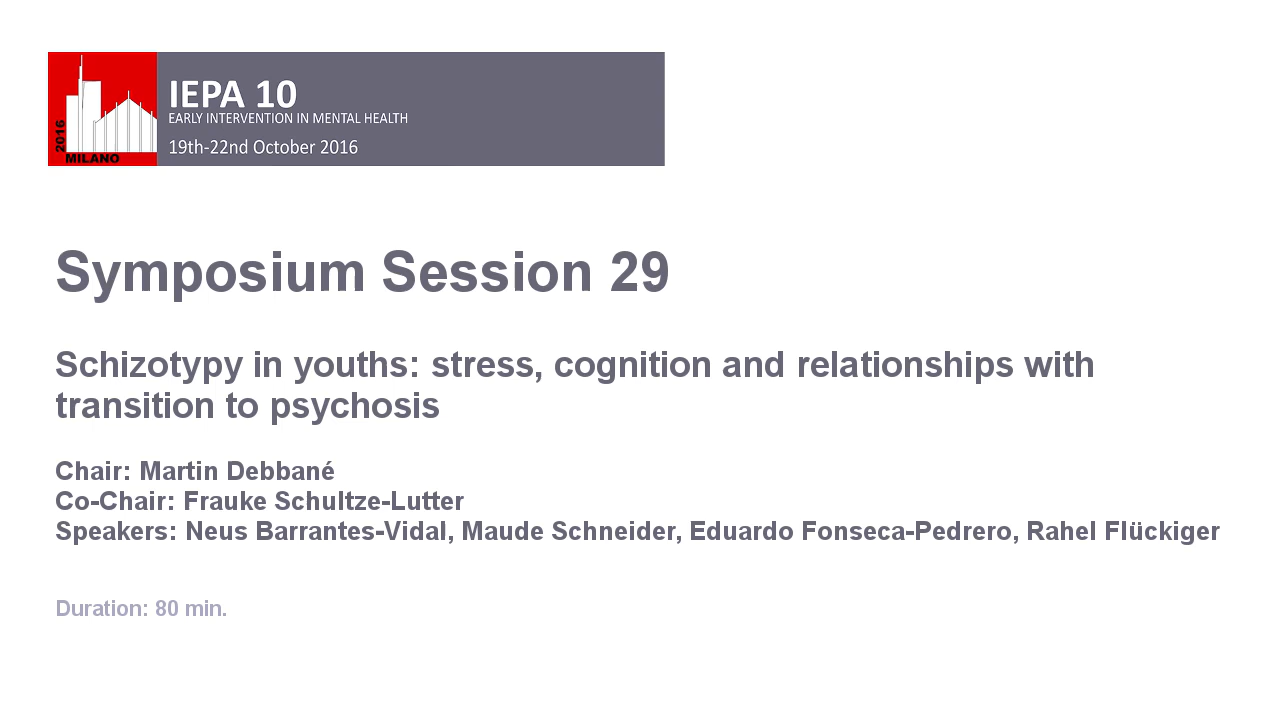 2016
MILANO
IEPA 10
EARLY INTERVENTION IN MENTAL HEALTH
19th-22nd October 2016
Symposium Session 29
Schizotypy in youths: stress, cognition and relationships with
transition to psychosis
Chair: Martin Debbané
Co-Chair: Frauke Schultze-Lutter
Speakers: Neus Barrantes-Vidal, Maude Schneider, Eduardo Fonseca-Pedrero, Rahel Flückiger
Duration: 80 min.